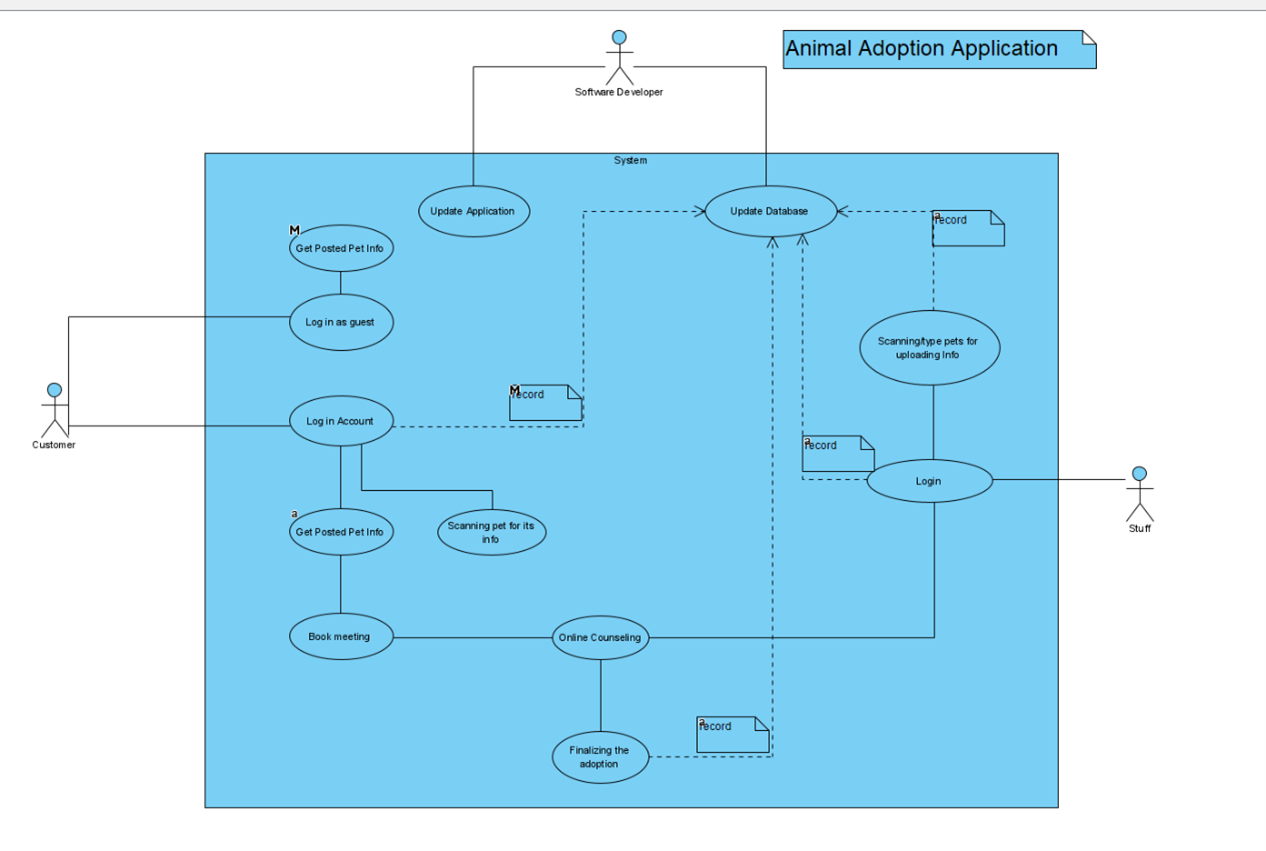 Animal Adoption Application
Software Developer
System
Update Application
Update Database
a
record
M
Get Posted Pet Info
Log in as guest
Scanning/type pets for
uploading Info
Customer
M
record
Log in Account
a
record
Login
Stuff
a
Get Posted Pet Info
Scanning pet for its
info
Book meeting
Online Counseling
a
record
Finalizing the
adoption